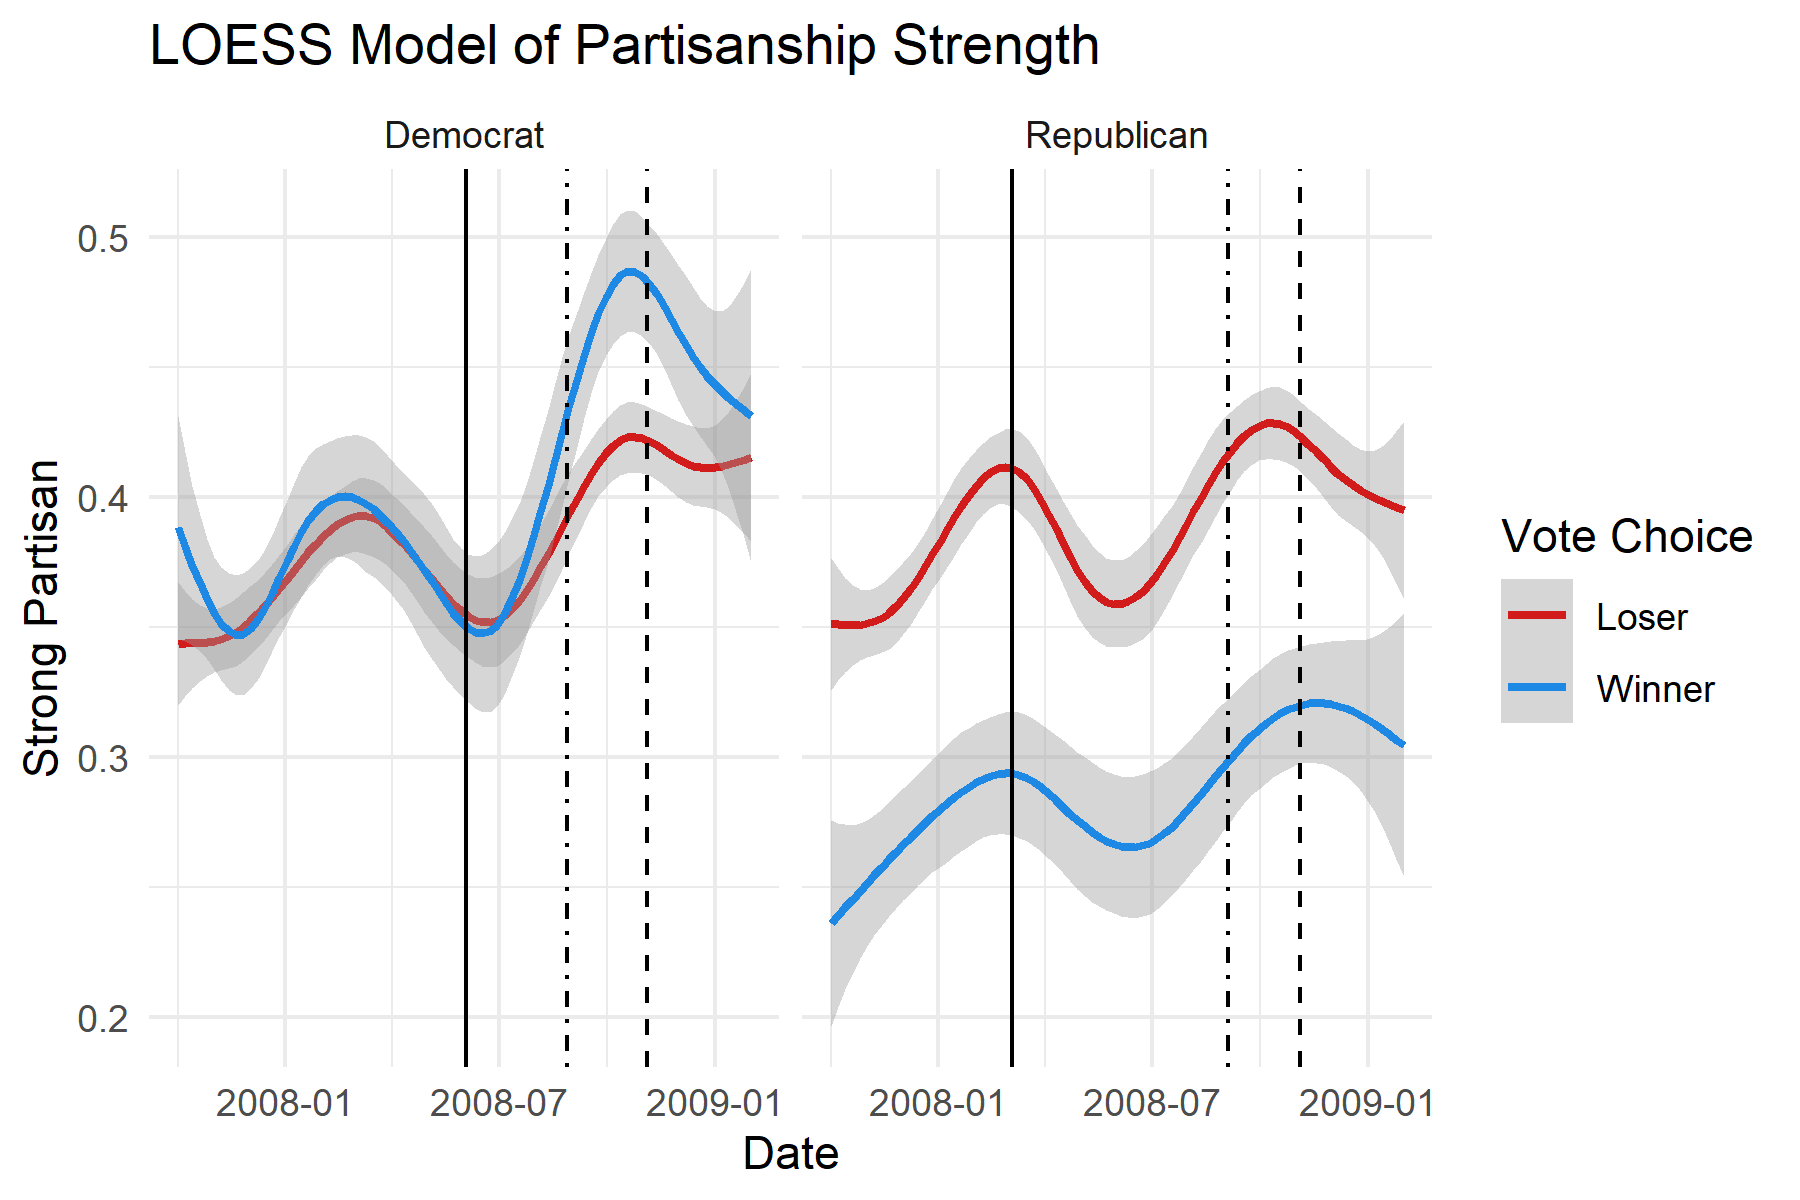 LOESS Model of Partisanship Strength
Democrat
Republican
Strong Partisan
0.5
0.4
0.3
0.2
2008-01
2008-07
2009-01
2008-01
2008-07
2009-01
Date
Vote Choice
Loser
Winner